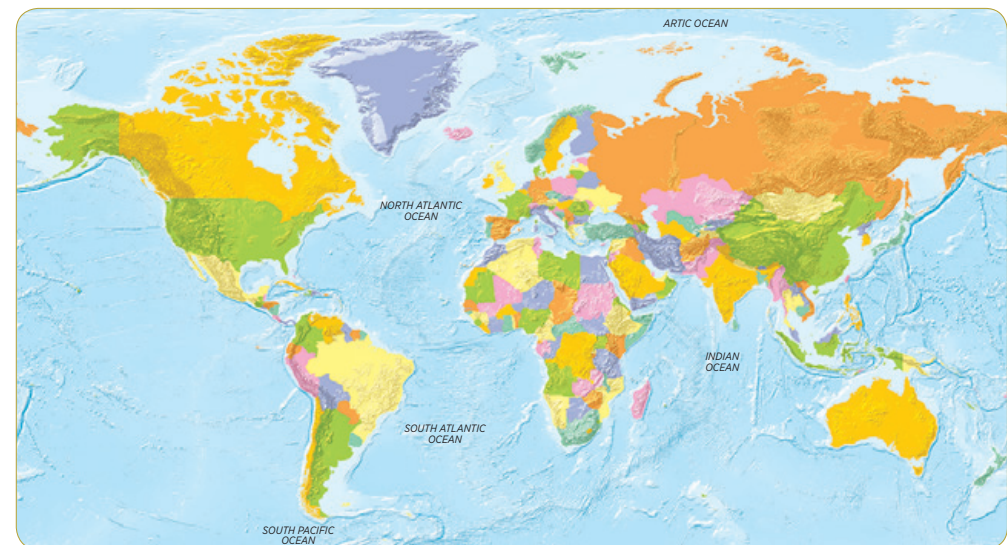 ARTIC OCEAN
NORTH ATLANTIC
OCEAN
INDIAN
OCEAN
SOUTH ATLANTIC
OCEAN
SOUTH PACIFIC
OCEAN